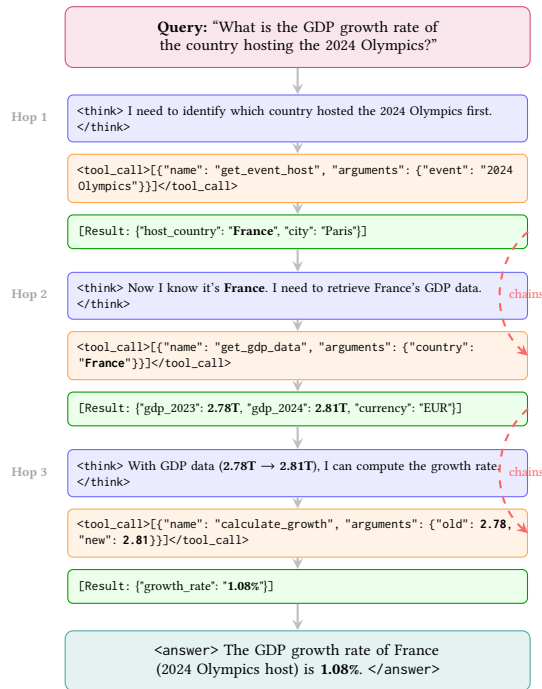 Query: “What is the GDP growth rate of
the country hosting the 2024 Olympics?”
Hop 1
<think> I need to identify which country hosted the 2024 Olympics first.
</think>
<tool_call>[{"name": "get_event_host", "arguments": {"event": "2024
Olympics"}}]</tool_call>
[Result: {"host_country": "France", "city": "Paris"}]
Hop 2
<think> Now I know it’s France. I need to retrieve France’s GDP data.
</think>
chains
<tool_call>[{"name": "get_gdp_data", "arguments": {"country":
"France"}}]</tool_call>
[Result: {"gdp_2023": 2.78T, "gdp_2024": 2.81T, "currency": "EUR"}]
Hop 3
<think> With GDP data (2.78T → 2.81T), I can compute the growth rate.
</think>
chains
<tool_call>[{"name": "calculate_growth", "arguments": {"old": 2.78,
"new": 2.81}}]</tool_call>
[Result: {"growth_rate": "1.08%"}]
<answer> The GDP growth rate of France
(2024 Olympics host) is 1.08%. </answer>